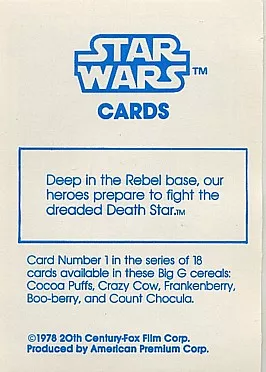 STAR
WARS™
CARDS
Deep in the Rebel base, our
heroes prepare to fight the
dreaded Death Star.™
Card Number 1 in the series of 18
cards available in these Big G cereals:
Cocoa Puffs, Crazy Cow, Frankenberry,
Boo-berry, and Count Chocula.
©1978 20th Century-Fox Film Corp.
Produced by American Premium Corp.